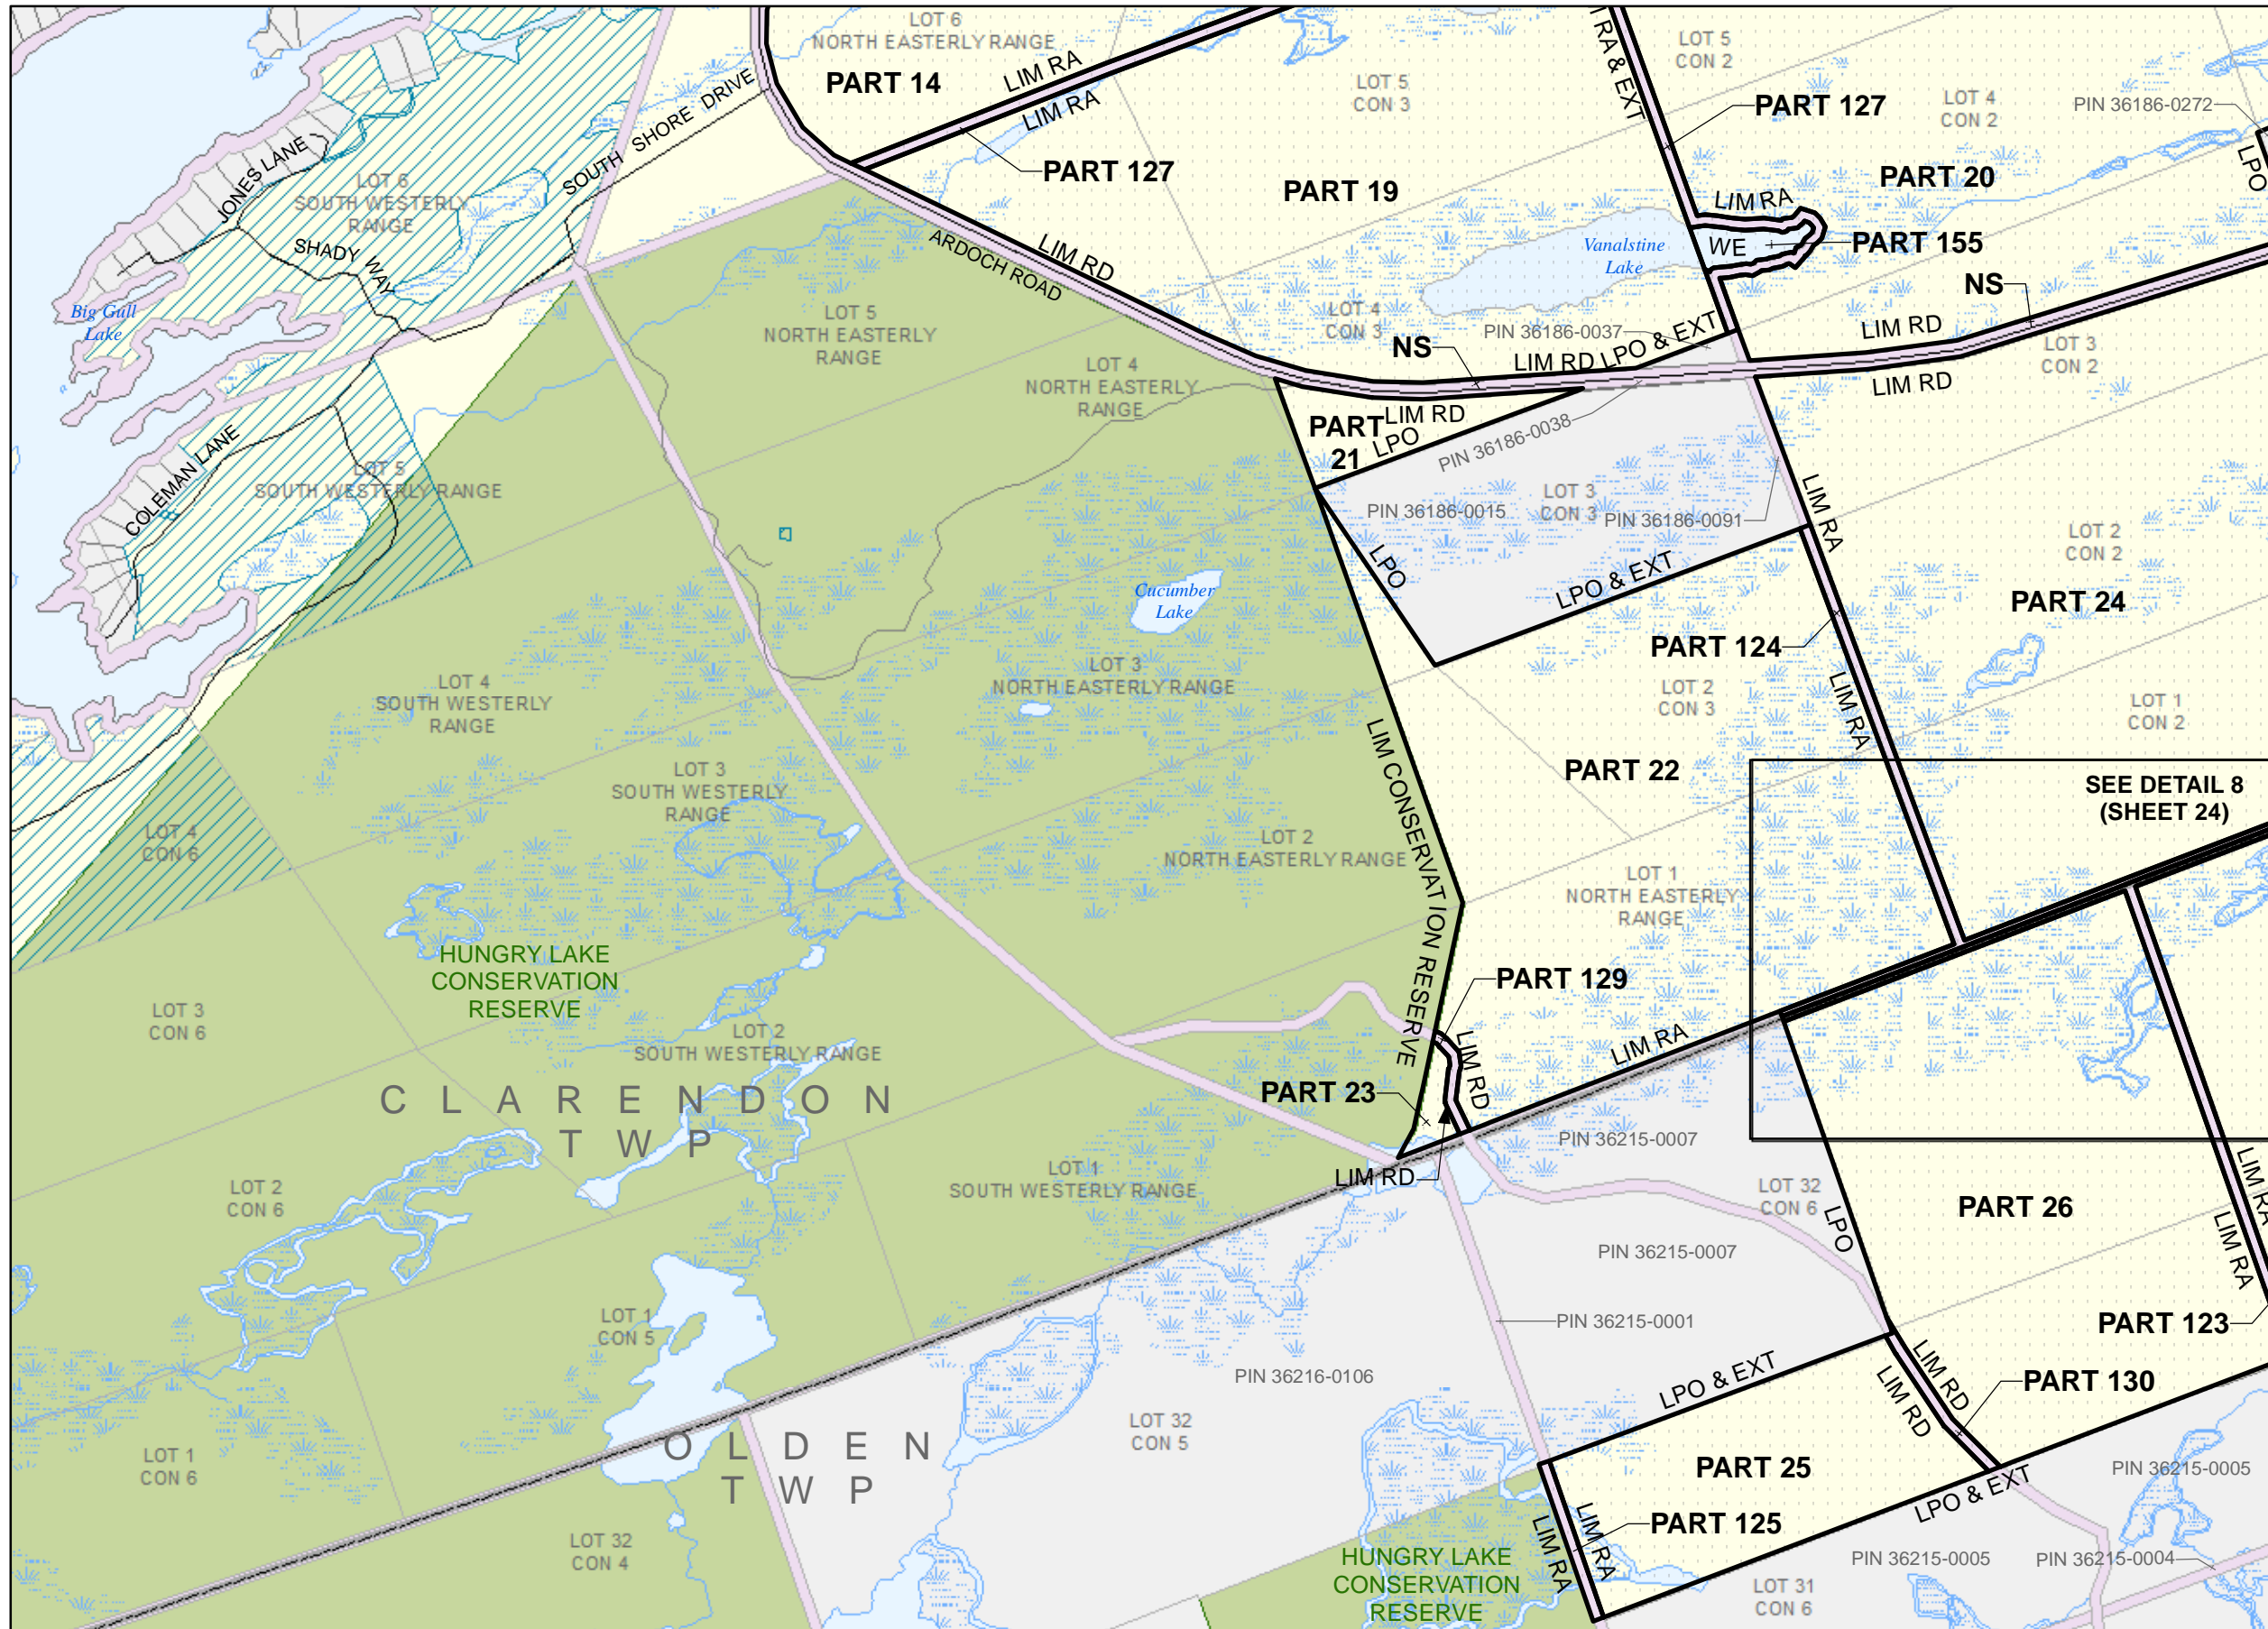 LOT 6
NORTH EASTERLY RANGE
PART 14
LIM RA
LIM RA
PART 127
SOUTH SHORE DRIVE
JONES LANE
LOT 6
SOUTH WESTERLY
RANGE
SHADY WAY
Big Gull
Lake
COLEMAN LANE
LOT 5
SOUTH WESTERLY RANGE
LOT 5
CON 3
PART 19
RA & EXT
LOT 5
CON 2
PART 127
LOT 4
CON 2
PIN 36186-0272
LPO
PART 20
LIM RA
WE
PART 155
NS
Vanalstine
Lake
LOT 4
CON 3
PIN 36186-0037
NS
LIM RD
LPO & EXT
LIM RD
LIM RD
LOT 3
CON 2
ARDOCH ROAD
LIM RD
LOT 5
NORTH EASTERLY
RANGE
LOT 4
NORTH EASTERLY
RANGE
PART
21
LIM RD
LPO
PIN 36186-0038
PIN 36186-0015
LOT 3
CON 3
PIN 36186-0091
LIM RA
LPO
LPO & EXT
LOT 2
CON 2
PART 24
PART 124
LIM RA
LOT 2
CON 3
LOT 1
CON 2
PART 22
Cucumber
Lake
LOT 3
NORTH EASTERLY RANGE
LIM CONSERVATION RESERVE
LOT 4
SOUTH WESTERLY
RANGE
LOT 3
SOUTH WESTERLY
RANGE
LOT 4
CON 6
LOT 2
NORTH EASTERLY RANGE
SEE DETAIL 8
(SHEET 24)
LOT 1
NORTH EASTERLY
RANGE
HUNGRY LAKE
CONSERVATION
RESERVE
PART 129
LIM RD
LIM RA
LOT 3
CON 6
LOT 2
SOUTH WESTERLY RANGE
PART 23
LIM RD
CLARENDON
TWP
PIN 36215-0007
LOT 1
SOUTH WESTERLY RANGE
LOT 2
CON 6
LOT 32
CON 6
LPO
PART 26
LIM RA
LIM RA
PIN 36215-0007
LOT 1
CON 5
PIN 36215-0001
PART 123
PIN 36216-0106
LPO & EXT
LIM RD
LIM RD
PART 130
LOT 32
CON 5
LOT 1
CON 6
OLDEN
TWP
PART 25
LPO & EXT
PIN 36215-0005
LIM RA
LIM RA
PART 125
LOT 32
CON 4
HUNGRY LAKE
CONSERVATION
RESERVE
PIN 36215-0005
PIN 36215-0004
LOT 31
CON 6